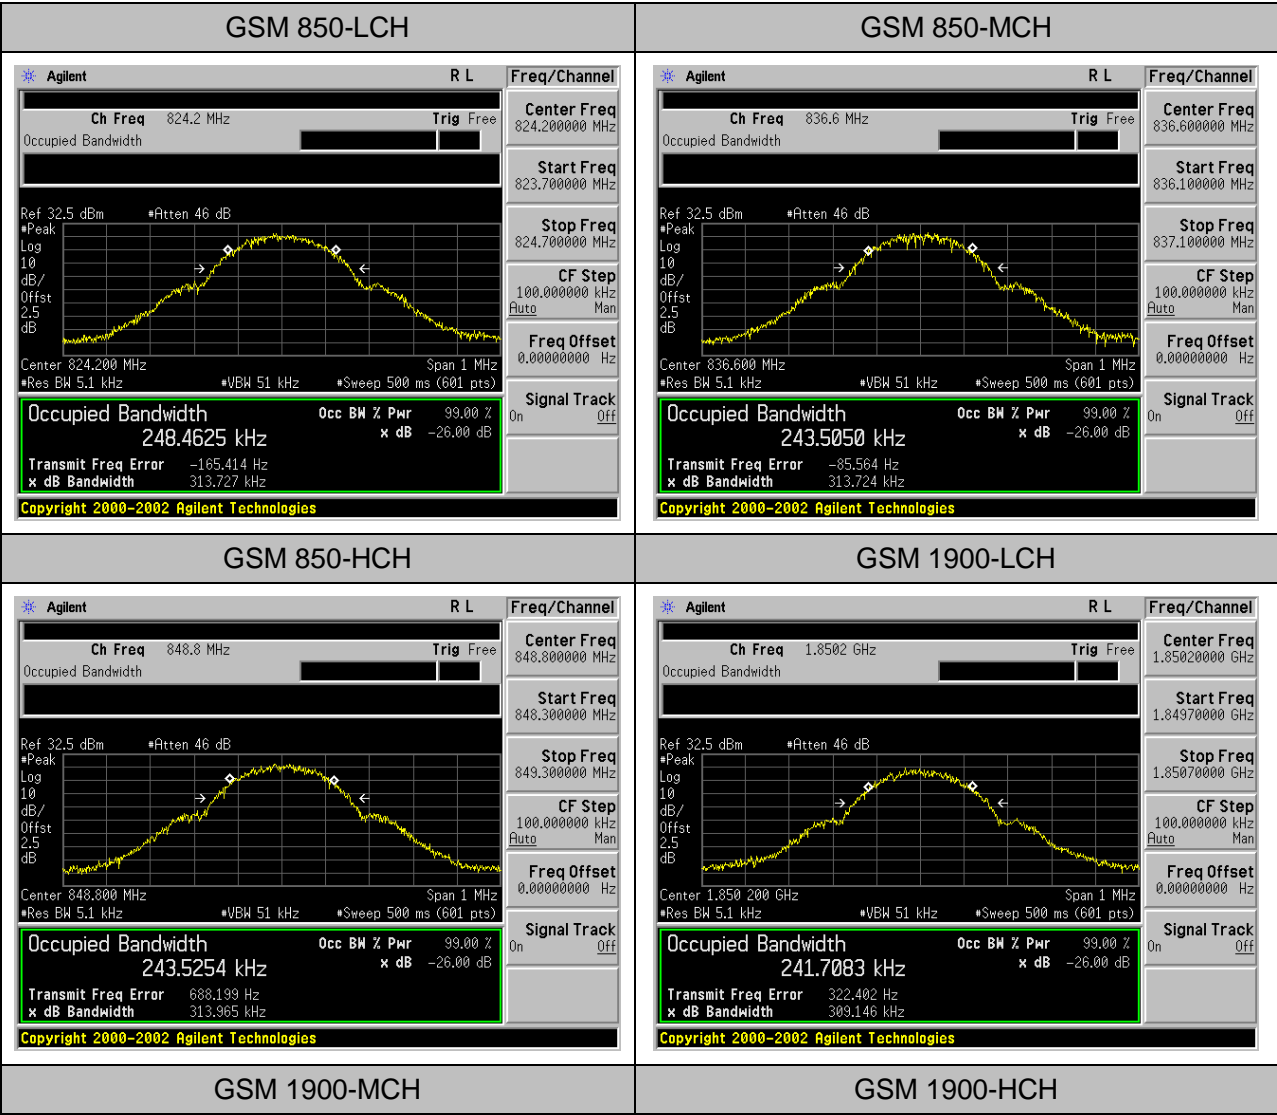 GSM 850-LCH
GSM 850-MCH
Agilent R L Freq/Channel
Ch Freq 824.2 MHz Trig Free
Occupied Bandwidth
Center Freq
824.200000 MHz
Start Freq
823.700000 MHz
Stop Freq
824.700000 MHz
CF Step
100.000000 kHz
Auto Man
Freq Offset
0.00000000 Hz
Signal Track
On Off
Ref 32.5 dBm #Atten 46 dB
#Peak
Log
10
dB/
Offst
2.5
dB
Center 824.200 MHz Span 1 MHz
#Res BW 5.1 kHz #VBW 51 kHz #Sweep 500 ms (601 pts)
Occupied Bandwidth Occ BW % Pwr 99.00 %
248.4625 kHz x dB -26.00 dB
Transmit Freq Error -165.414 Hz
x dB Bandwidth 313.727 kHz
Copyright 2000-2002 Agilent Technologies
Agilent R L Freq/Channel
Ch Freq 836.6 MHz Trig Free
Occupied Bandwidth
Center Freq
836.600000 MHz
Start Freq
836.100000 MHz
Stop Freq
837.100000 MHz
CF Step
100.000000 kHz
Auto Man
Freq Offset
0.00000000 Hz
Signal Track
On Off
Ref 32.5 dBm #Atten 46 dB
#Peak
Log
10
dB/
Offst
2.5
dB
Center 836.600 MHz Span 1 MHz
#Res BW 5.1 kHz #VBW 51 kHz #Sweep 500 ms (601 pts)
Occupied Bandwidth Occ BW % Pwr 99.00 %
243.5050 kHz x dB -26.00 dB
Transmit Freq Error -85.564 Hz
x dB Bandwidth 313.724 kHz
Copyright 2000-2002 Agilent Technologies
GSM 850-HCH
GSM 1900-LCH
Agilent R L Freq/Channel
Ch Freq 848.8 MHz Trig Free
Occupied Bandwidth
Center Freq
848.800000 MHz
Start Freq
848.300000 MHz
Stop Freq
849.300000 MHz
CF Step
100.000000 kHz
Auto Man
Freq Offset
0.00000000 Hz
Signal Track
On Off
Ref 32.5 dBm #Atten 46 dB
#Peak
Log
10
dB/
Offst
2.5
dB
Center 848.800 MHz Span 1 MHz
#Res BW 5.1 kHz #VBW 51 kHz #Sweep 500 ms (601 pts)
Occupied Bandwidth Occ BW % Pwr 99.00 %
243.5254 kHz x dB -26.00 dB
Transmit Freq Error 688.199 Hz
x dB Bandwidth 313.965 kHz
Copyright 2000-2002 Agilent Technologies
Agilent R L Freq/Channel
Ch Freq 1.8502 GHz Trig Free
Occupied Bandwidth
Center Freq
1.85020000 GHz
Start Freq
1.84970000 GHz
Stop Freq
1.85070000 GHz
CF Step
100.000000 kHz
Auto Man
Freq Offset
0.00000000 Hz
Signal Track
On Off
Ref 32.5 dBm #Atten 46 dB
#Peak
Log
10
dB/
Offst
2.5
dB
Center 1.850 200 GHz Span 1 MHz
#Res BW 5.1 kHz #VBW 51 kHz #Sweep 500 ms (601 pts)
Occupied Bandwidth Occ BW % Pwr 99.00 %
241.7083 kHz x dB -26.00 dB
Transmit Freq Error 322.402 Hz
x dB Bandwidth 309.146 kHz
Copyright 2000-2002 Agilent Technologies
GSM 1900-MCH
GSM 1900-HCH